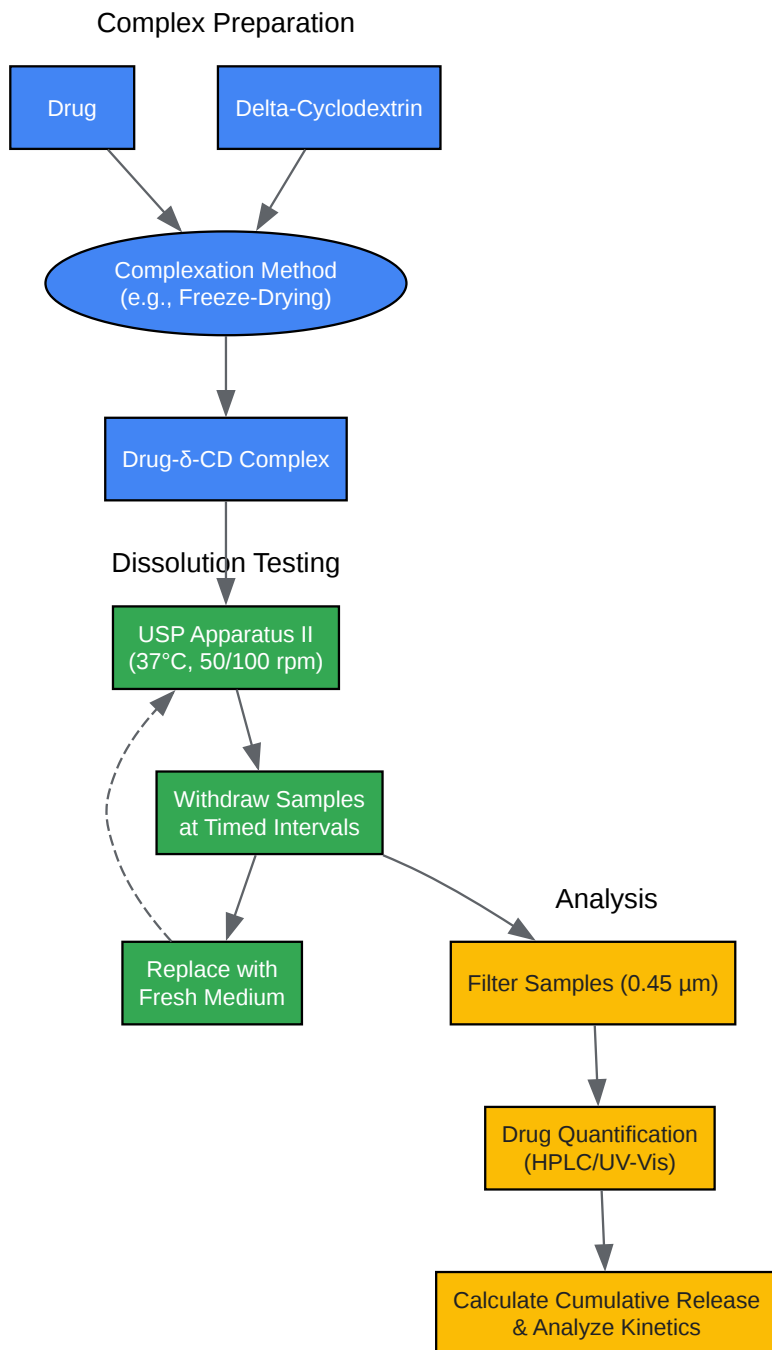 Complex Preparation
Drug
Delta-Cyclodextrin
Complexation Method
(e.g., Freeze-Drying)
Drug-δ-CD Complex
Dissolution Testing
USP Apparatus II
(37°C, 50/100 rpm)
Withdraw Samples
at Timed Intervals
Analysis
Replace with
Fresh Medium
Filter Samples (0.45 µm)
Drug Quantification
(HPLC/UV-Vis)
Calculate Cumulative Release
& Analyze Kinetics